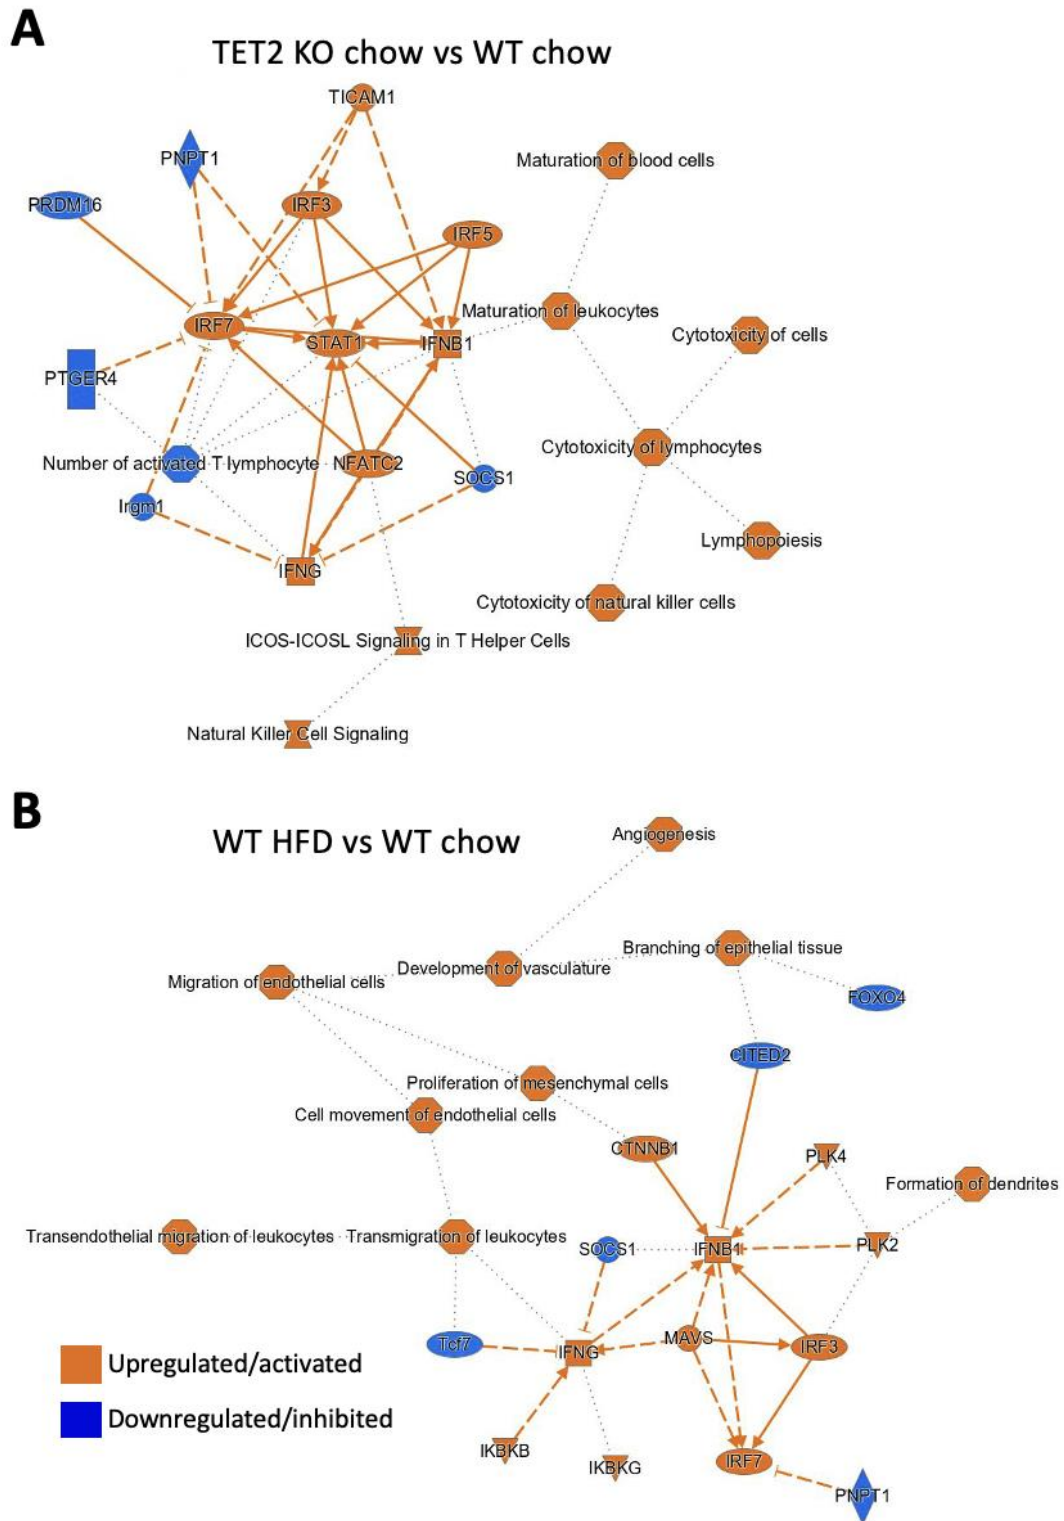 A
TET2 KO chow vs WT chow
TICAM1
PNPT1
Maturation of blood cells
PRDM16
IRF3
IRF5
Maturation of leukocytes
IRF7
STAT1
IFNB1
Cytotoxicity of cells
PTGER4
Cytotoxicity of lymphocytes
Number of activated T lymphocyte
NFATC2
SOCS1
Irgm1
Lymphopoiesis
IFNG
Cytotoxicity of natural killer cells
ICOS-ICOSL Signaling in T Helper Cells
Natural Killer Cell Signaling
B
WT HFD vs WT chow
Angiogenesis
Branching of epithelial tissue
Development of vasculature
Migration of endothelial cells
FOXO4
CITED2
Proliferation of mesenchymal cells
Cell movement of endothelial cells
CTNNB1
PLK4
Formation of dendrites
Transendothelial migration of leukocytes
Transmigration of leukocytes
SOCS1
IFNB1
PLK2
Tcf7
IFNG
MAVS
IRF3
Upregulated/activated
Downregulated/inhibited
IKBKB
IKBKG
IRF7
PNPT1